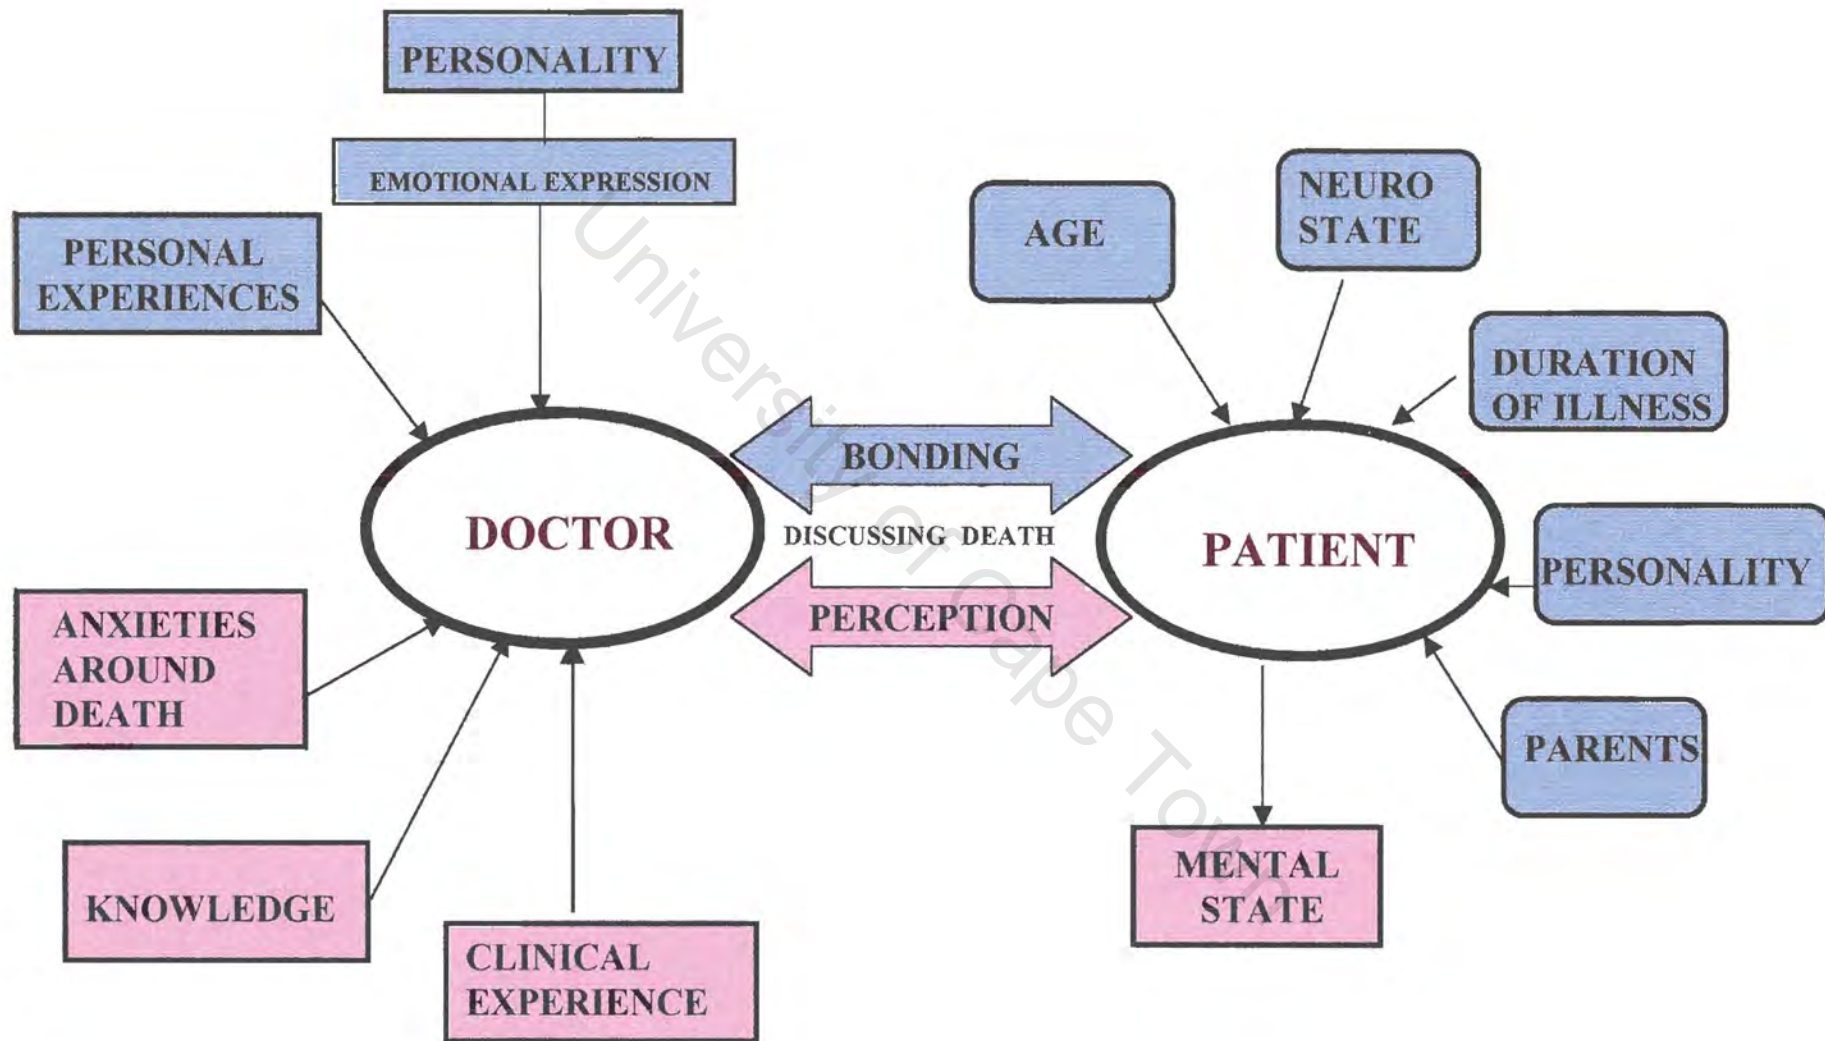 PERSONALITY
EMOTIONAL EXPRESSION
PERSONAL
EXPERIENCES
AGE
NEURO
STATE
DURATION
OF ILLNESS
BONDING
DOCTOR
DISCUSSING DEATH
PATIENT
PERCEPTION
PERSONALITY
ANXIETIES
AROUND
DEATH
PARENTS
MENTAL
STATE
KNOWLEDGE
CLINICAL
EXPERIENCE
University of Cape Town